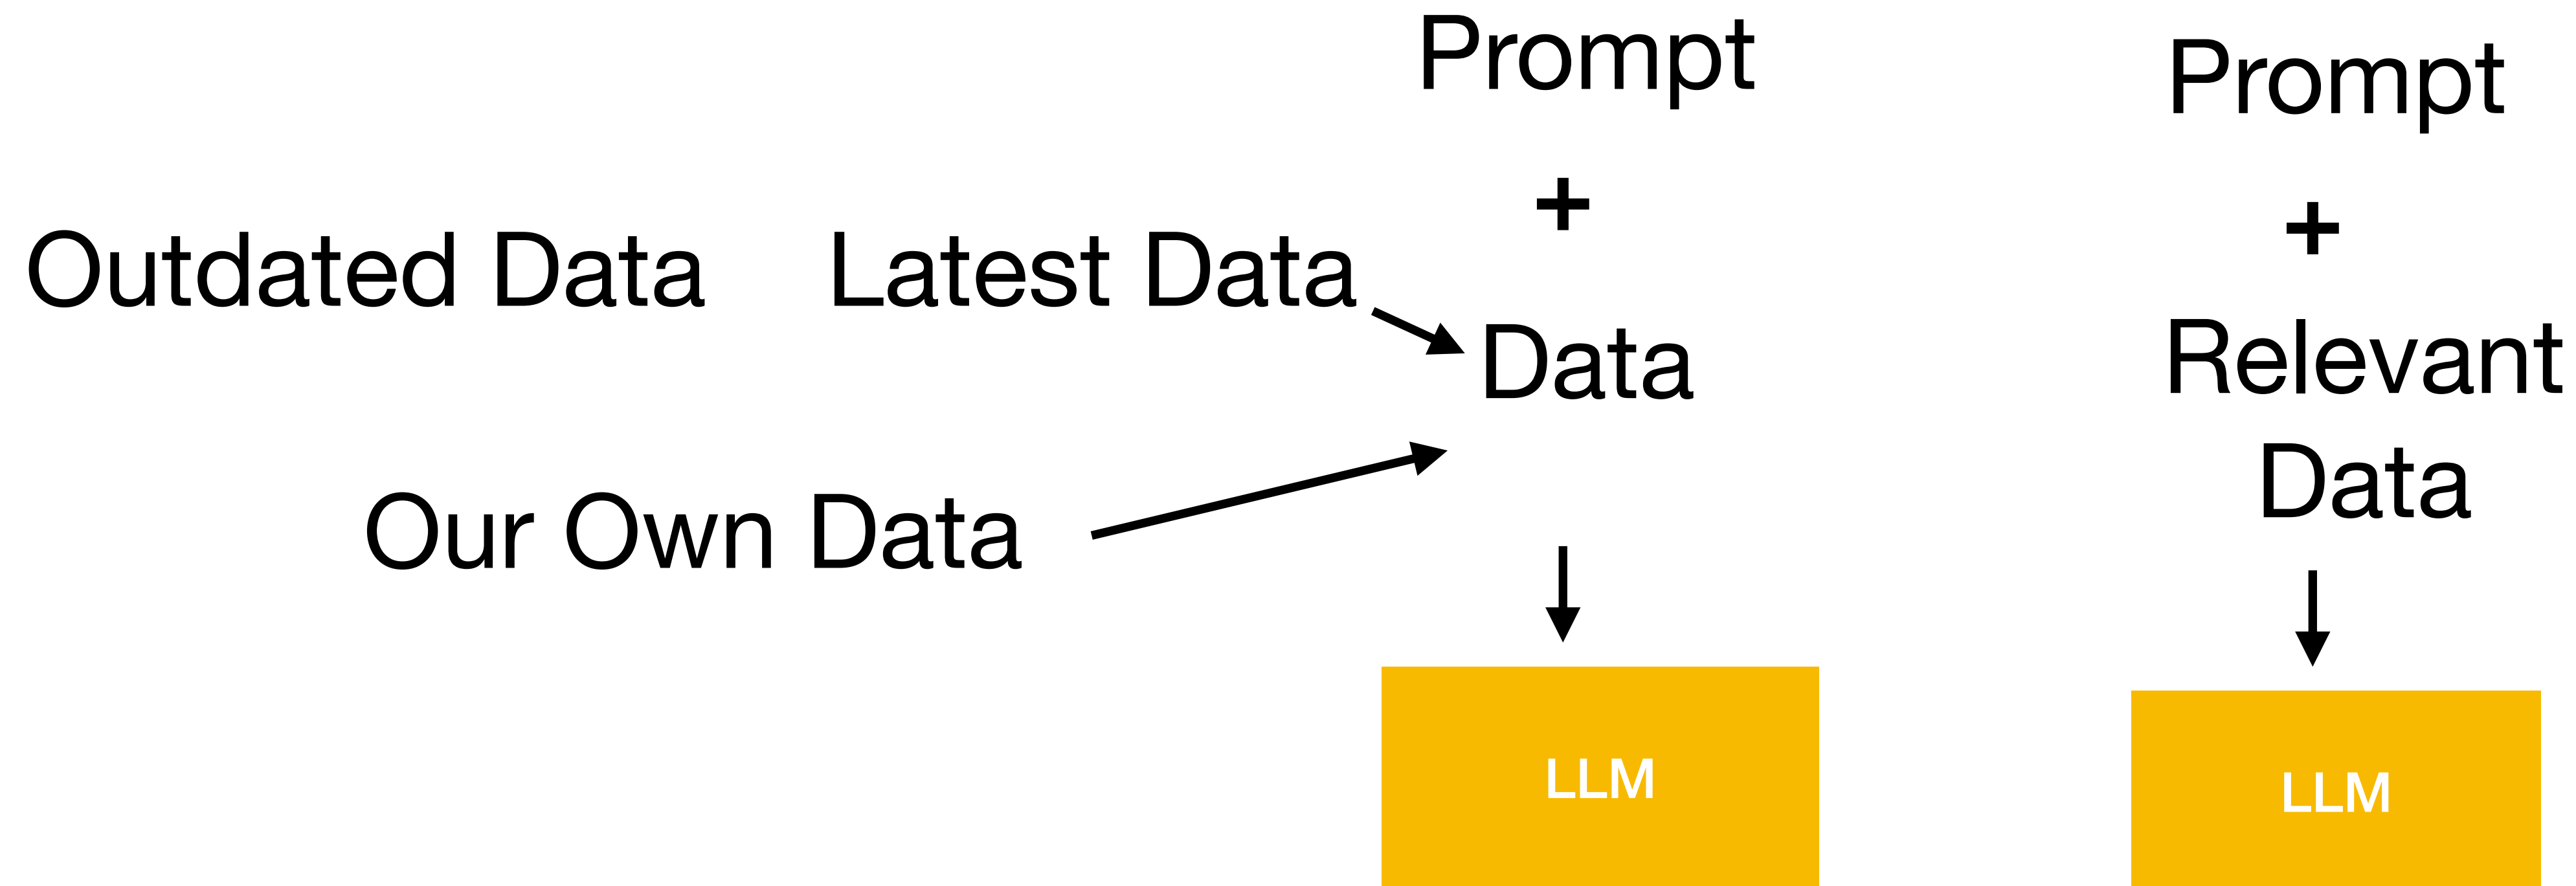 Outdated Data
Latest Data
Our Own Data
Prompt
+
Data
LLM
Prompt
+
Relevant
Data
LLM